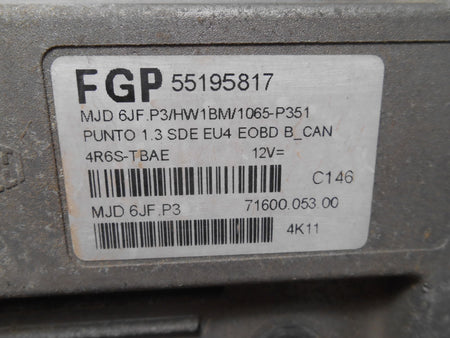 FGP 55195817
MJD 6JF.P3/HW1BM/1065-P351
PUNTO 1.3 SDE EU4 EOBD B_CAN
4R6S-TBAE 12V=
C146
MJD 6JF.P3 71600.053.00
4K11